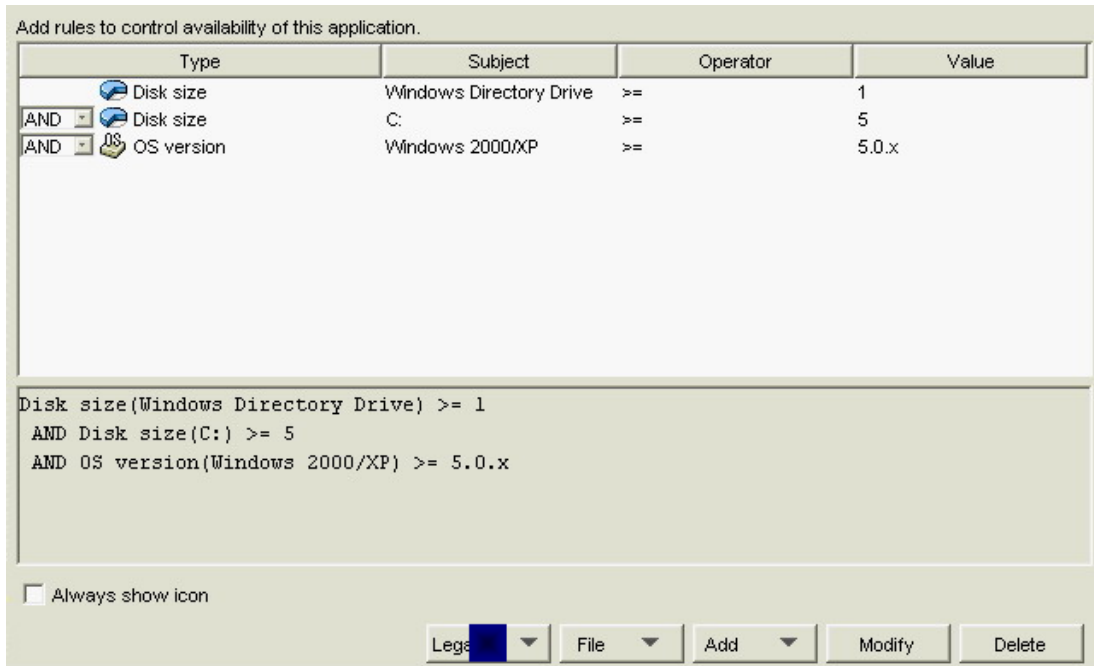 Add rules to control availability of this application.
Type Subject Operator Value
Disk size Windows Directory Drive >= 1
AND Disk size C: >= 5
AND OS OS version Windows 2000/XP >= 5.0.x
Disk size(Windows Directory Drive) >= 1
AND Disk size(C:) >= 5
AND OS version(Windows 2000/XP) >= 5.0.x
Always show icon
File Add Modify Delete